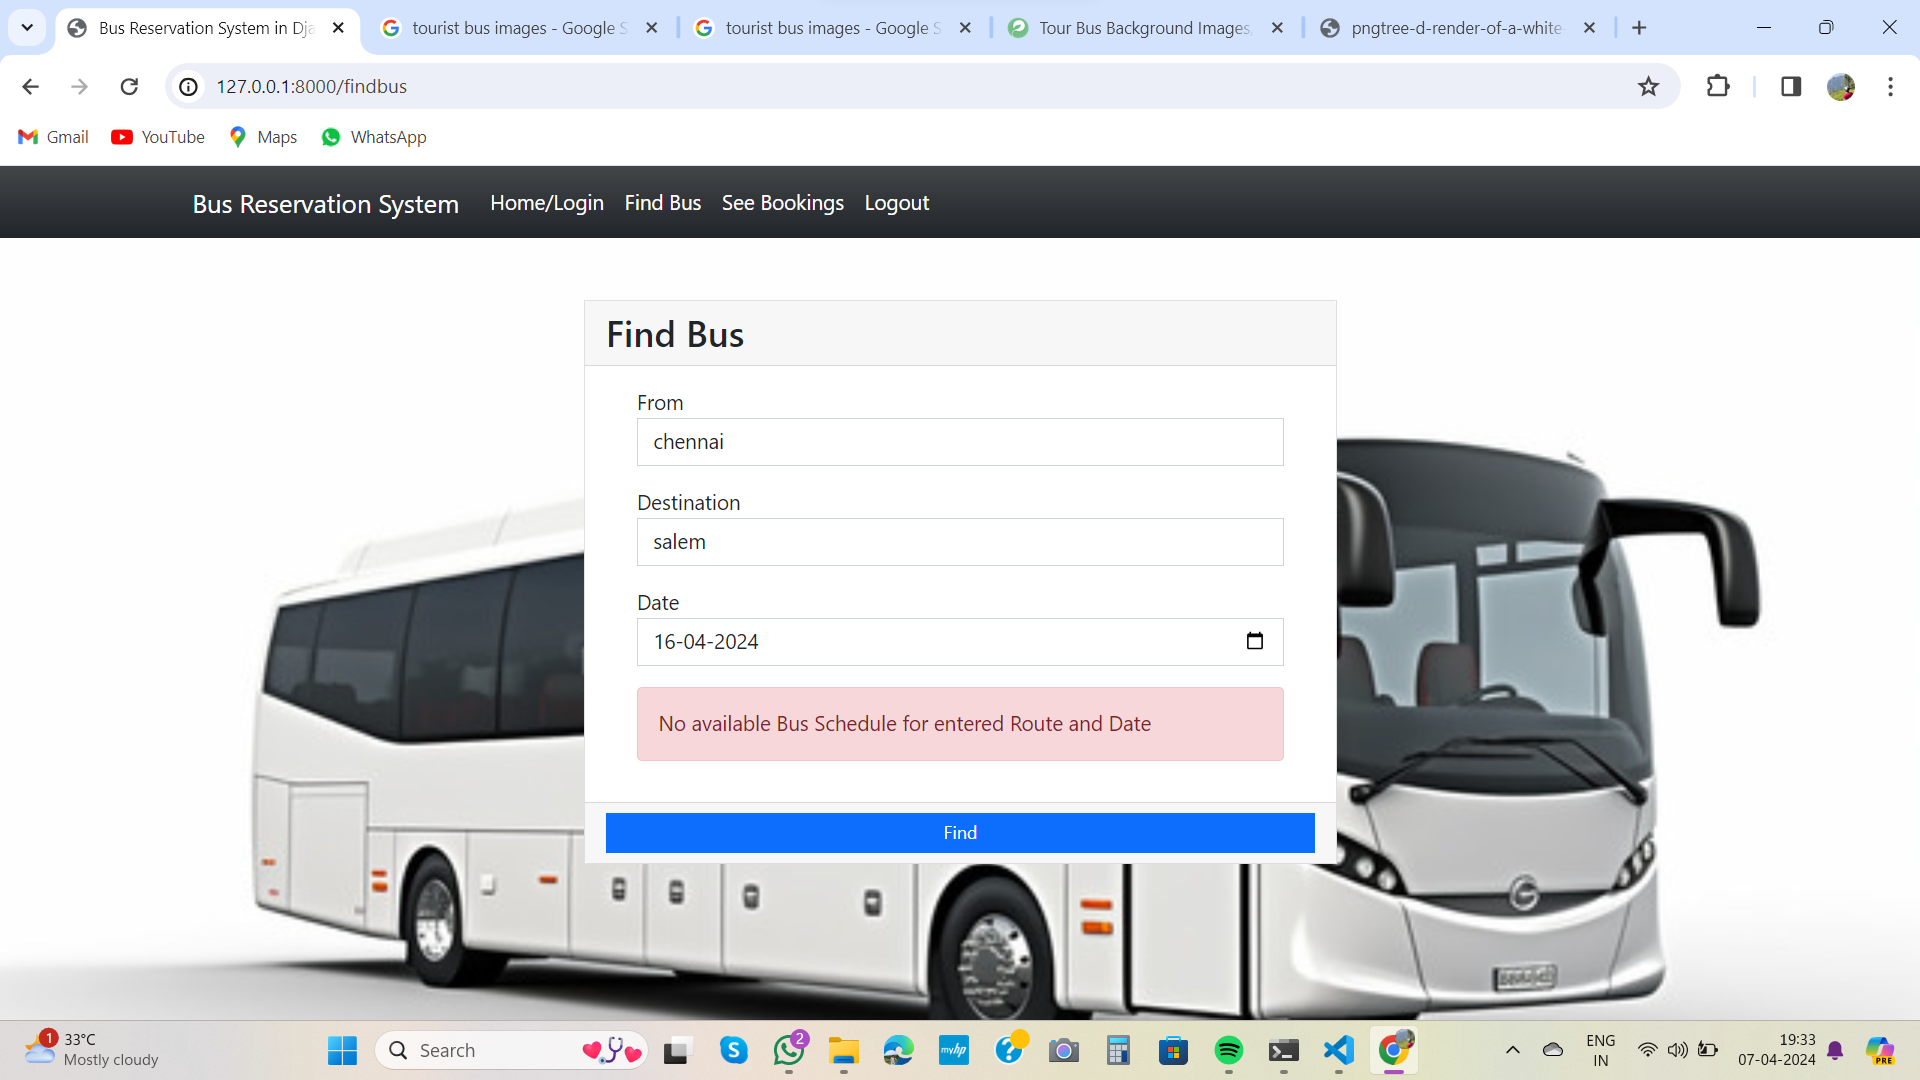 Bus Reservation System in Dja
tourist bus images - Google S
tourist bus images - Google S
Tour Bus Background Images,
pngtree-d-render-of-a-white-
127.0.0.1:8000/findbus
Gmail
YouTube
Maps
WhatsApp
Bus Reservation System
Home/Login
Find Bus
See Bookings
Logout
Find Bus
From
chennai
Destination
salem
Date
16-04-2024
No available Bus Schedule for entered Route and Date
Find
1
33°C
Mostly cloudy
Search
2
myhp
ENG
IN
19:33
07-04-2024
PRE